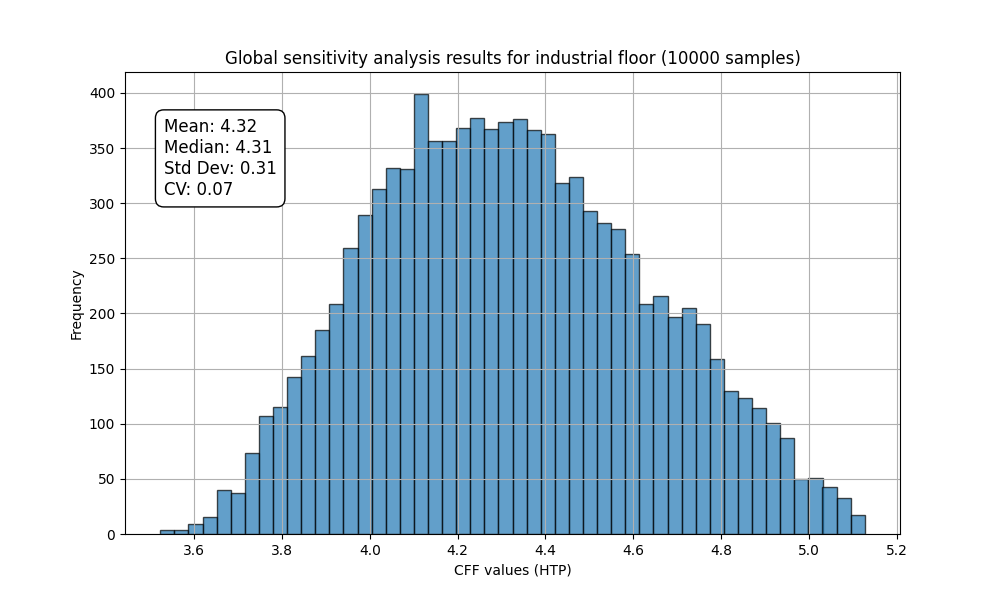 Global sensitivity analysis results for industrial floor (10000 samples)
Mean: 4.32
Median: 4.31
Std Dev: 0.31
CV: 0.07
Frequency
400
350
300
250
200
150
100
50
0
3.6 3.8 4.0 4.2 4.4 4.6 4.8 5.0 5.2
CFF values (HTP)